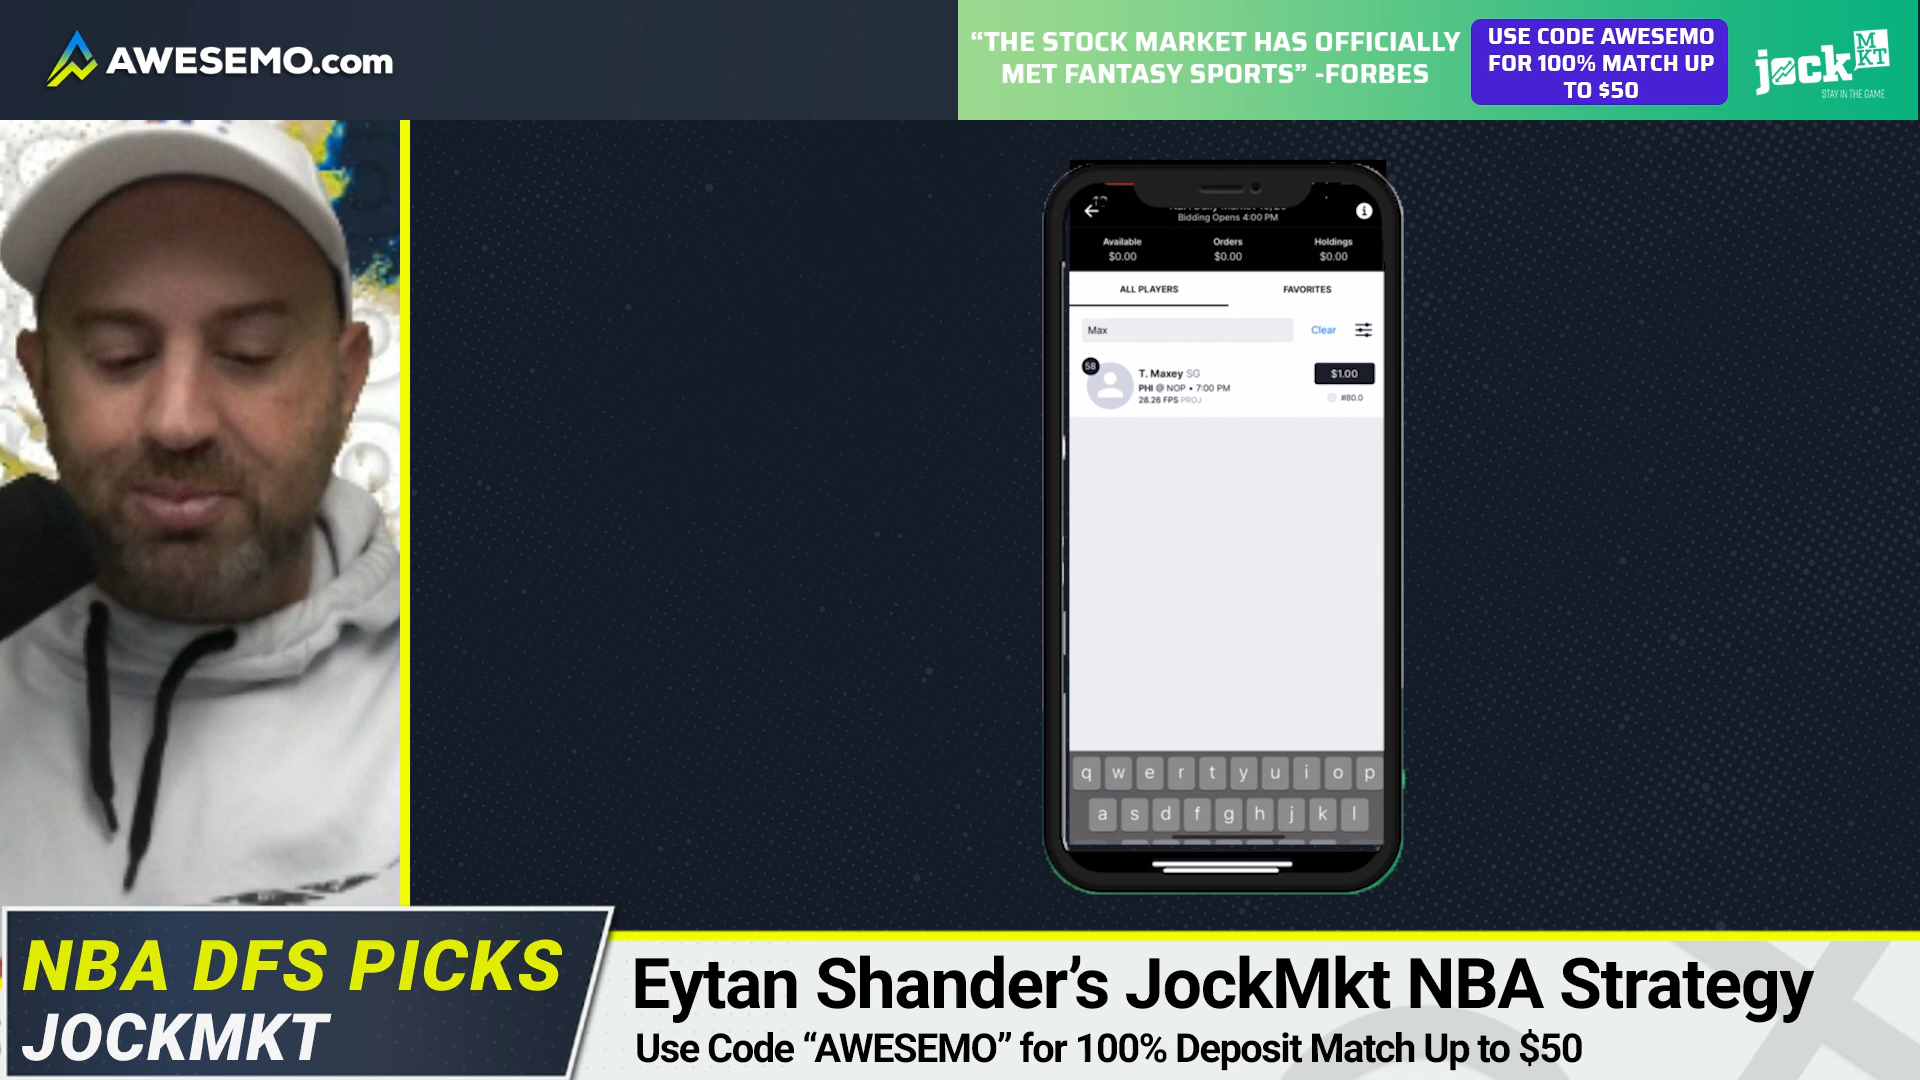 AWESEMO.com
“THE STOCK MARKET HAS OFFICIALLY
MET FANTASY SPORTS” -FORBES
USE CODE AWESEMO
FOR 100% MATCH UP
TO $50
jock MKT
STAY IN THE GAME
Bidding Opens 4:00 PM
Available Orders Holdings
$0.00 $0.00 $0.00
ALL PLAYERS FAVORITES
Max Clear
58
T. Maxey SG
$1.00
PHI @ NOP • 7:00 PM
28.26 FPS PROJ
#80.0
q w e r t y u i o p
a s d f g h j k l
NBA DFS PICKS
JOCKMKT
Eytan Shander’s JockMkt NBA Strategy
Use Code “AWESEMO” for 100% Deposit Match Up to $50